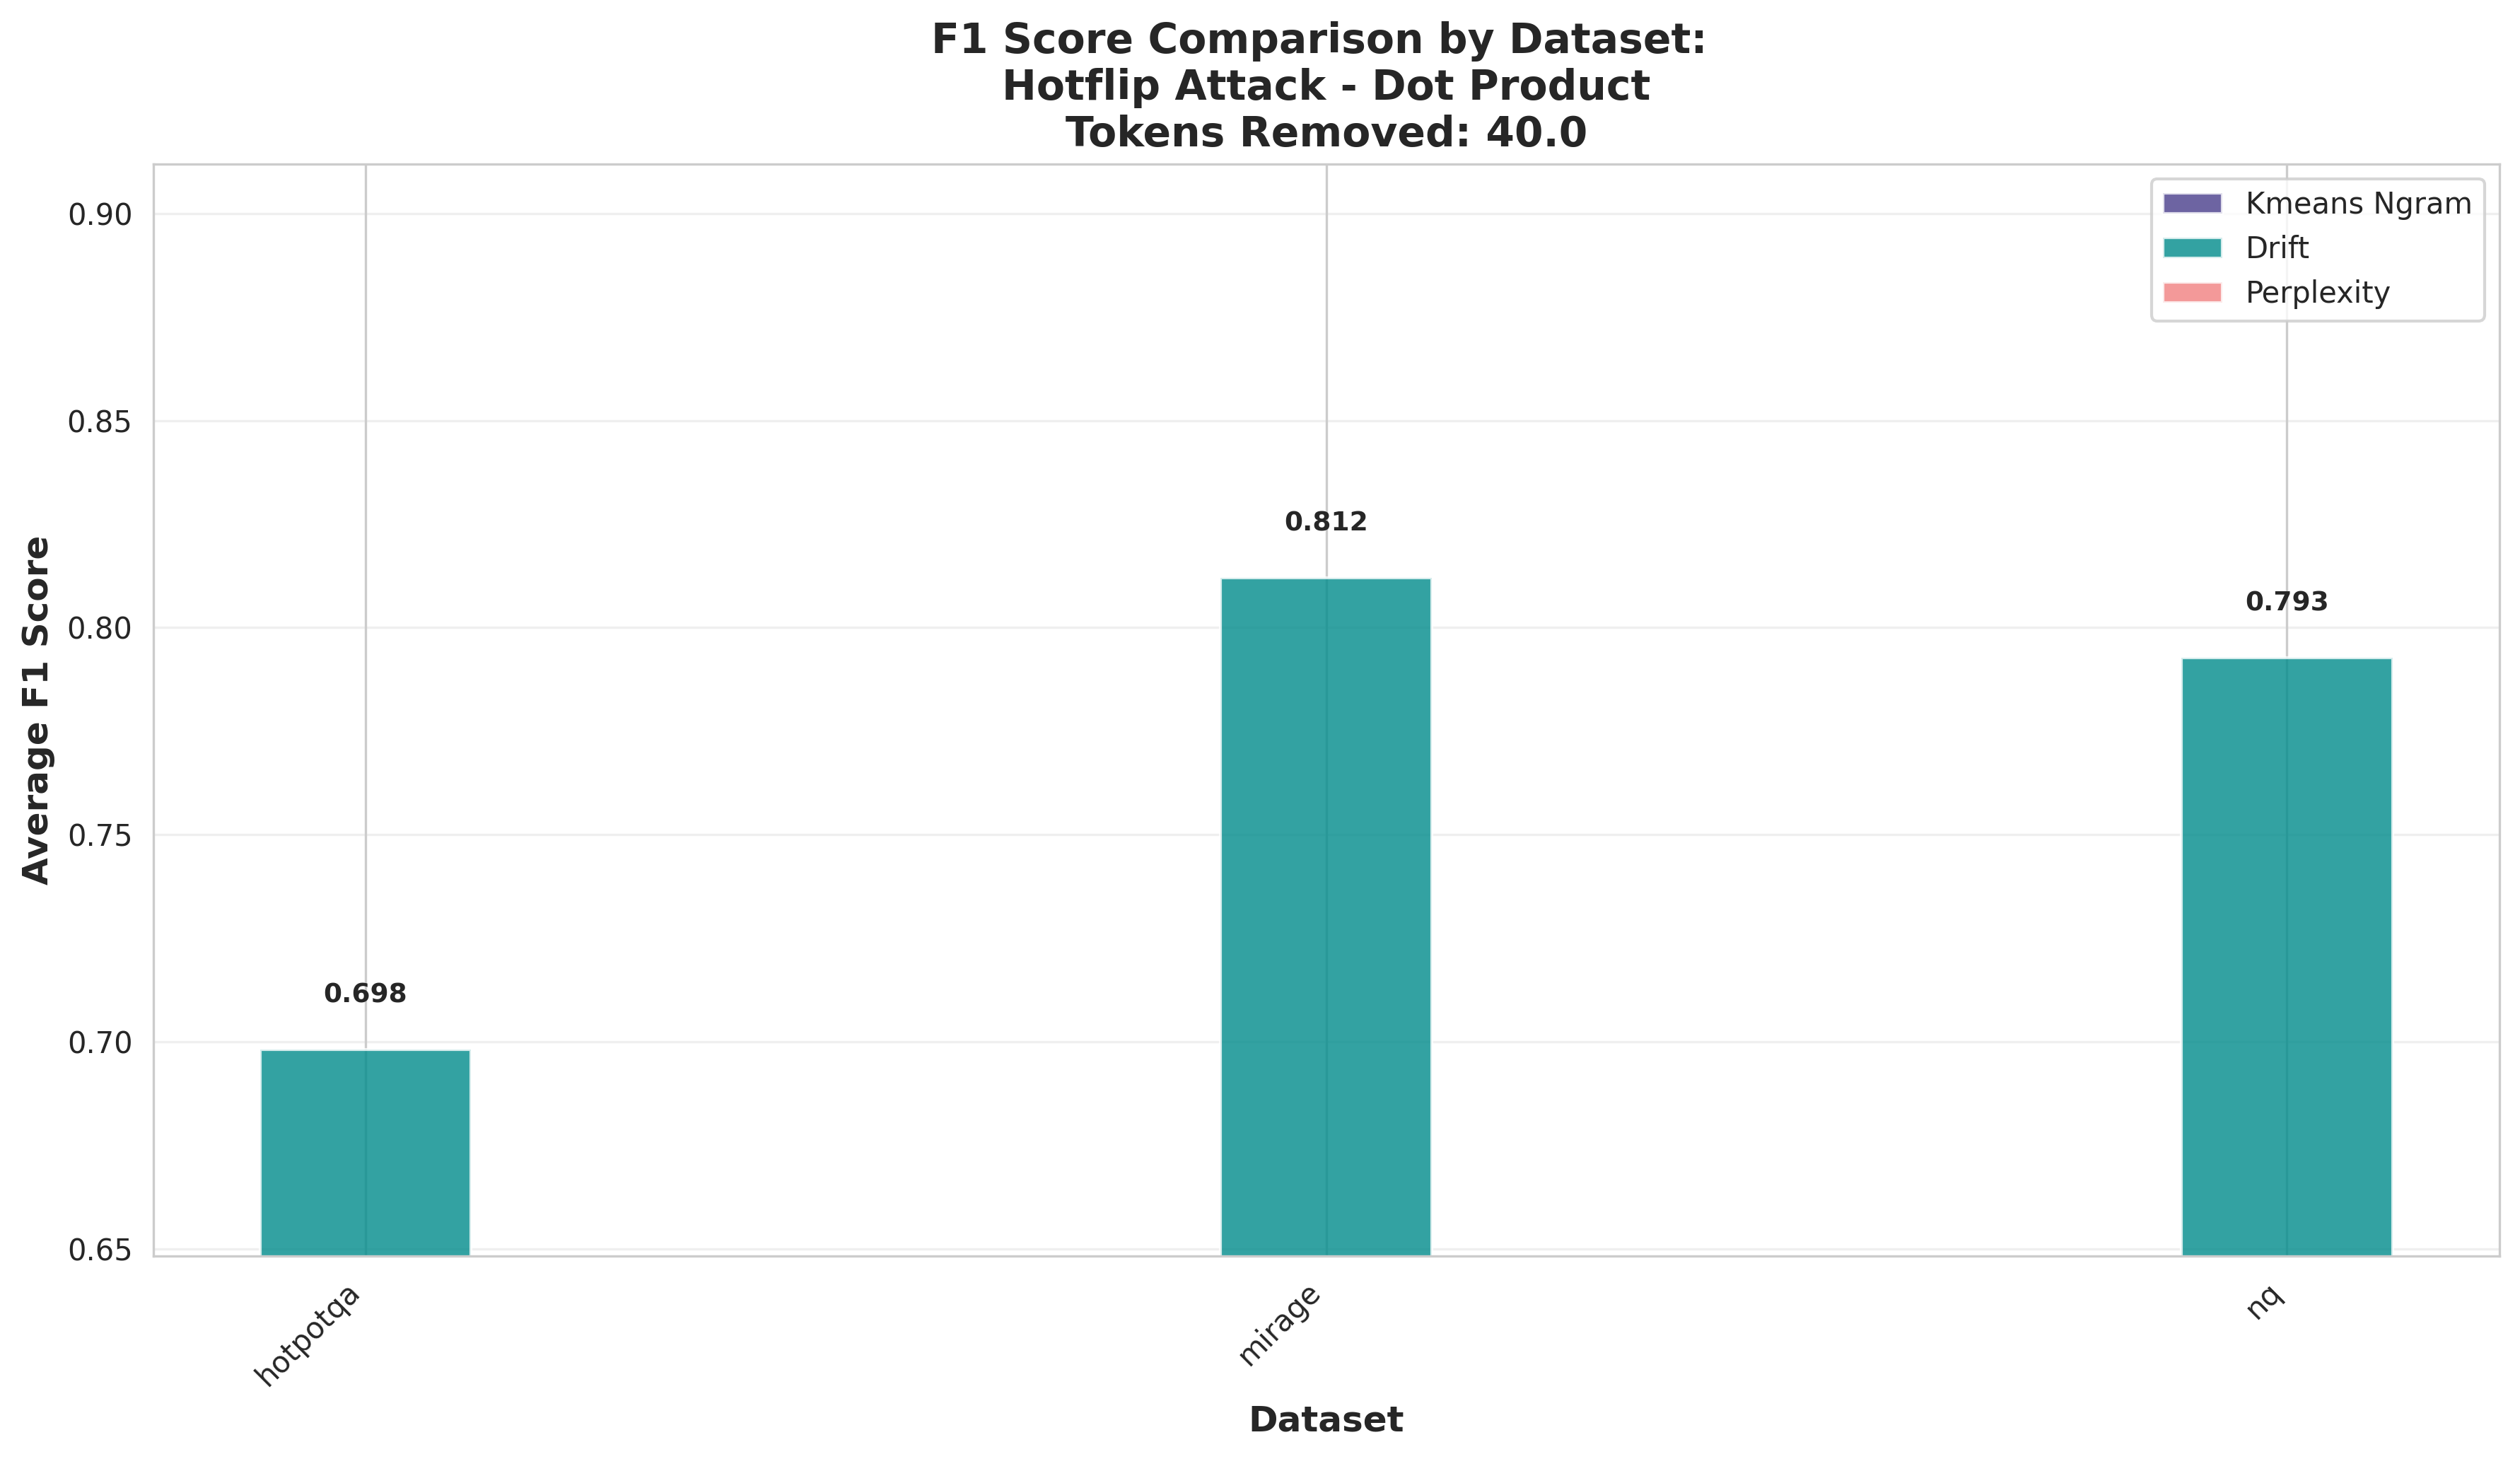 F1 Score Comparison by Dataset:
Hotflip Attack - Dot Product
Tokens Removed: 40.0
Kmeans Ngram
Drift
Perplexity
Average F1 Score
0.90
0.85
0.80
0.75
0.70
0.65
0.698
0.812
0.793
hotpotqa
mirage
nq
Dataset